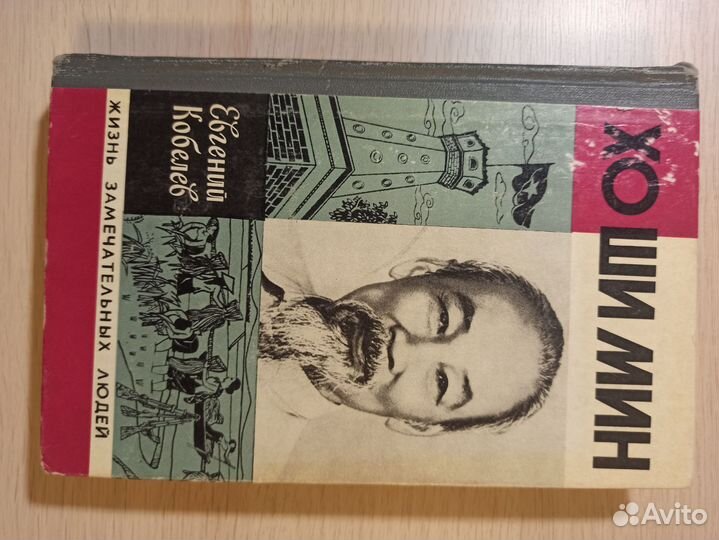 Евгений
Кобелев
ХО ШИ МИН
ЖИЗНЬ ЗАМЕЧАТЕЛЬНЫХ ЛЮДЕЙ
Avito